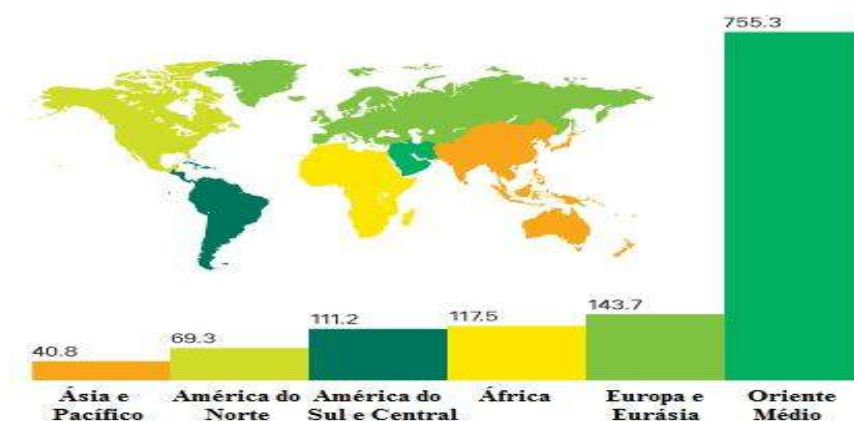 755.3
143.7
117.5
111.2
69.3
40.8
Ásia e Pacífico
América do Norte
América do Sul e Central
África
Europa e Eurásia
Oriente Médio